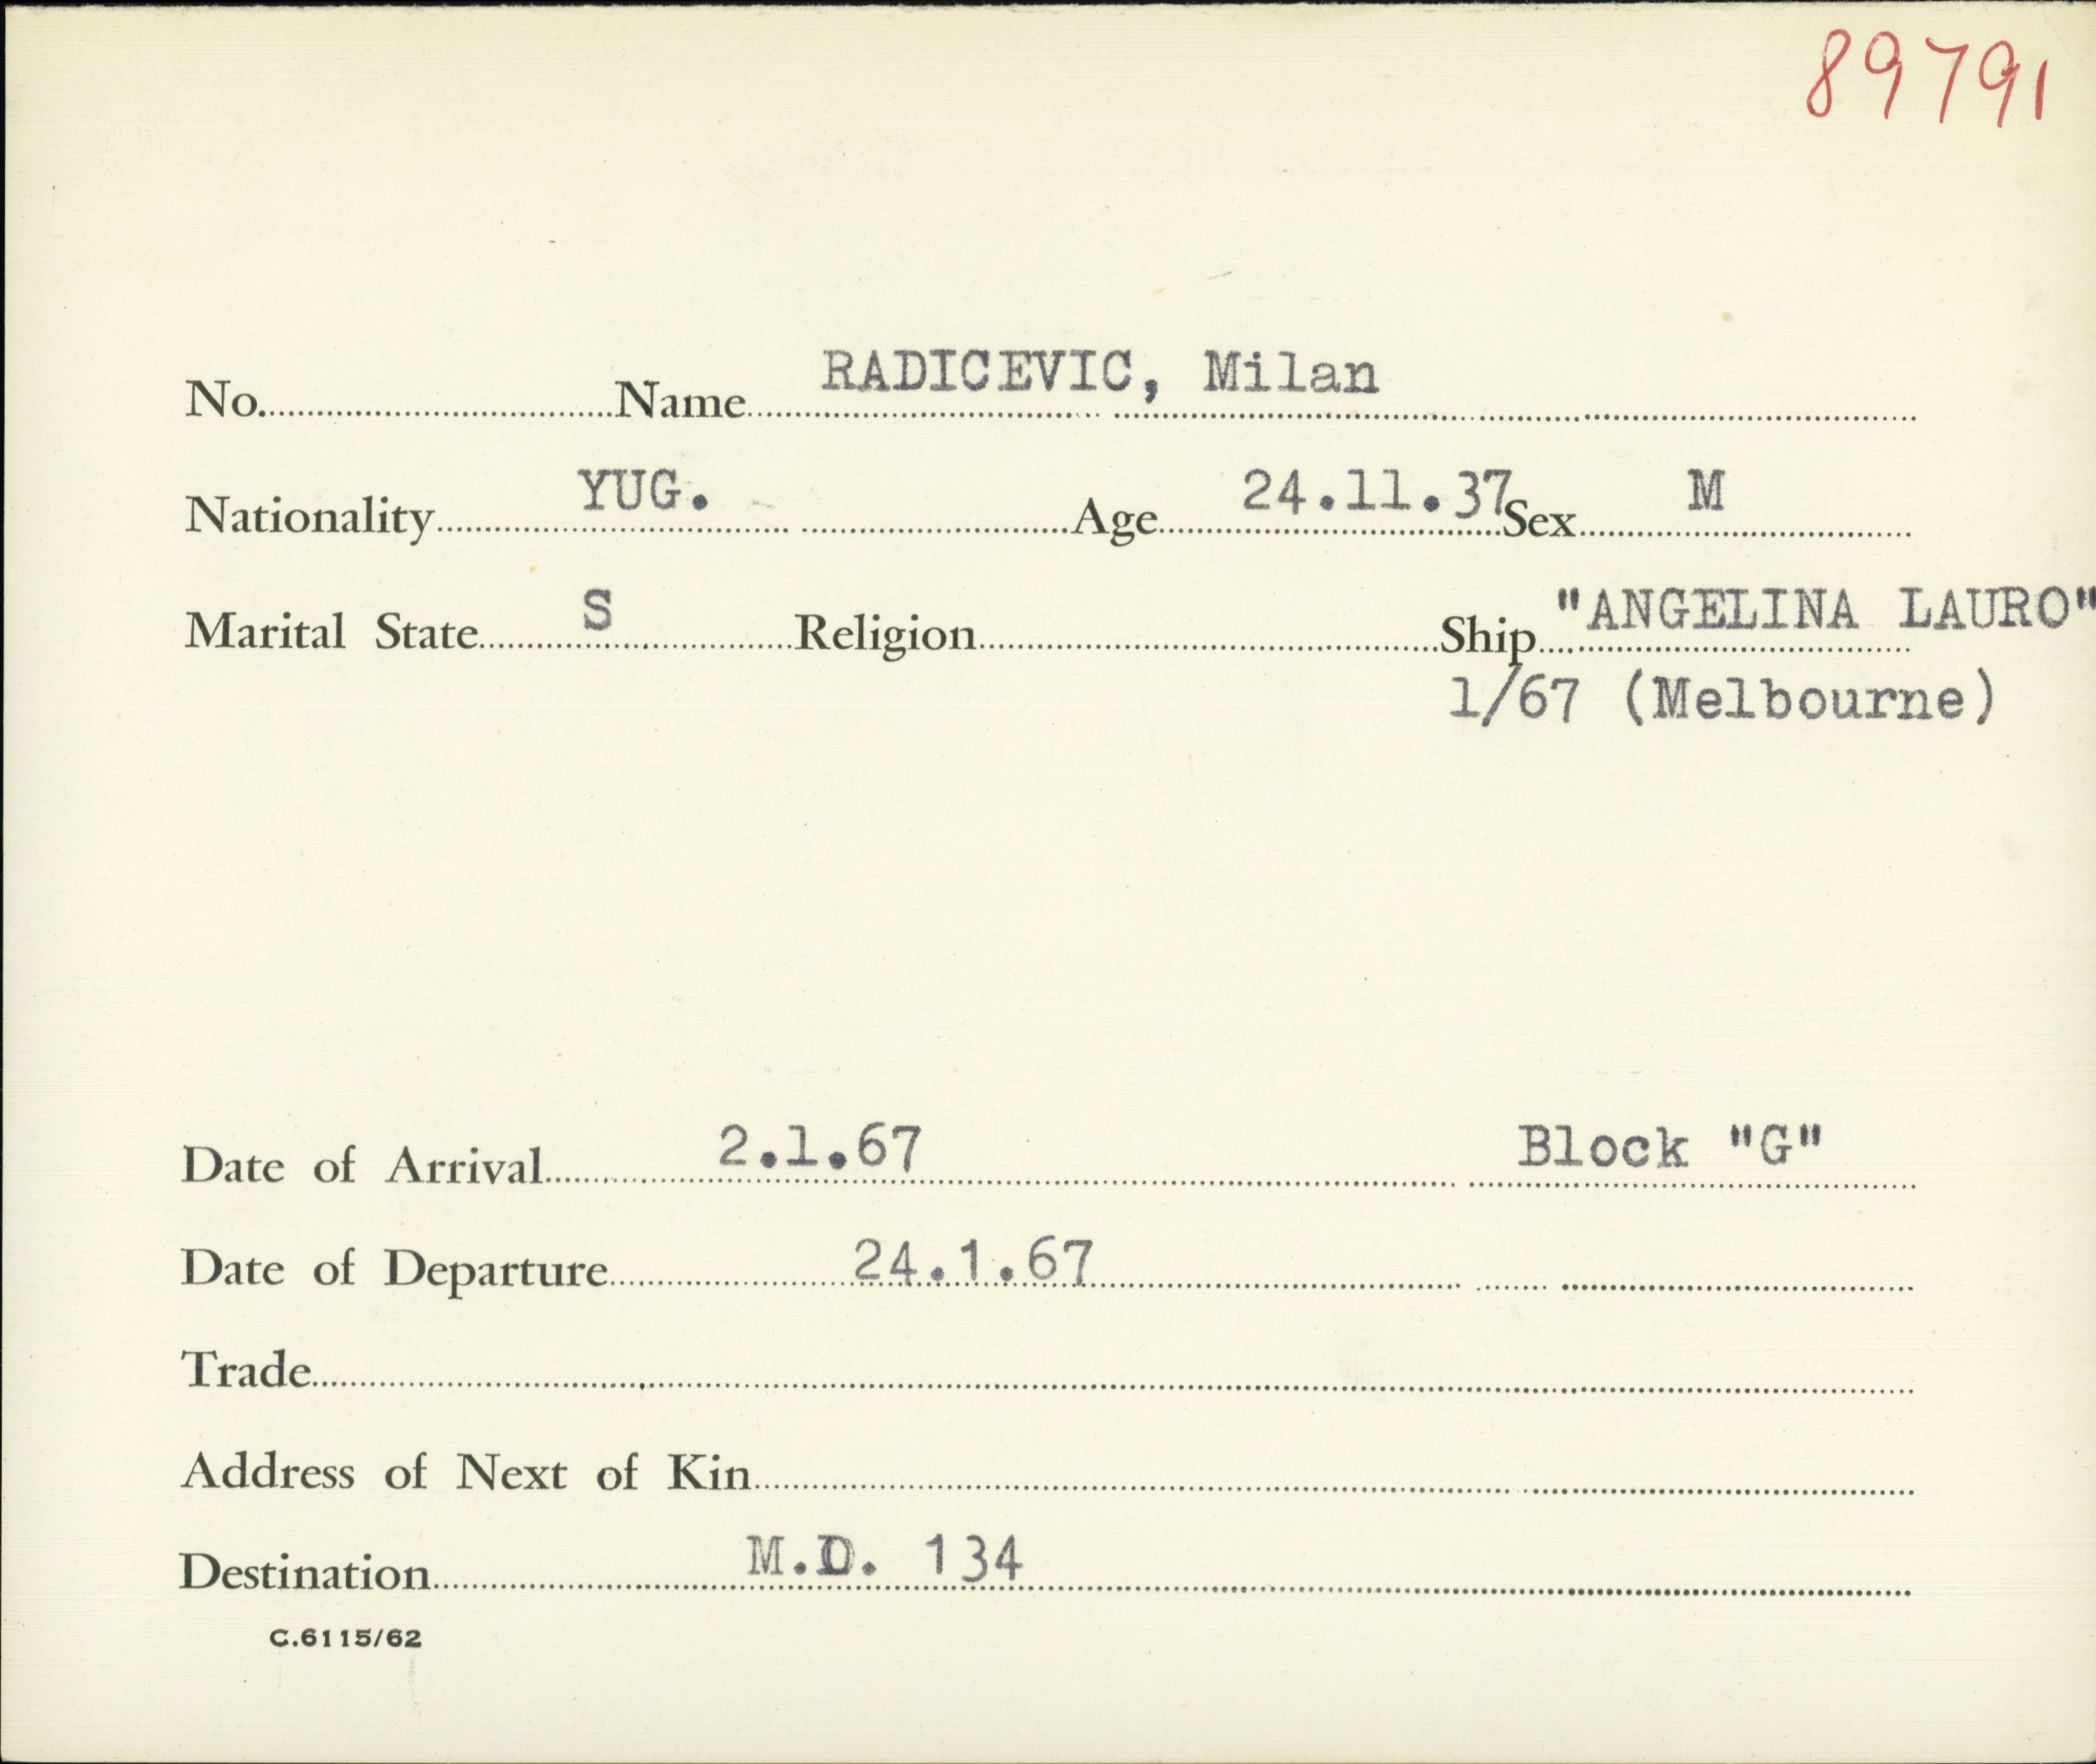 89791
No. Name RADICEVIC, Milan
Nationality YUG. Age 24.11.37 Sex M
Marital State S Religion Ship "ANGELINA LAURO"
1/67 (Melbourne)
Date of Arrival 2.1.67 Block "G"
Date of Departure 24.1.67
Trade
Address of Next of Kin
Destination M.D. 134
C.6115/62